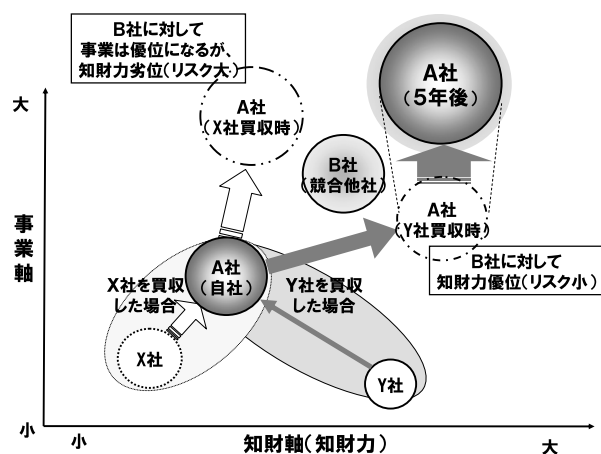 B社に対して
事業は優位になるが、
知財力劣位(リスク大)
A社
(5年後)
大
A社
(X社買収時)
B社
(競合他社)
A社
(Y社買収時)
事業軸
B社に対して
知財力優位(リスク小)
A社
(自社)
X社を買収
した場合
Y社を買収
した場合
X社
Y社
小
小
知財軸(知財力)
大